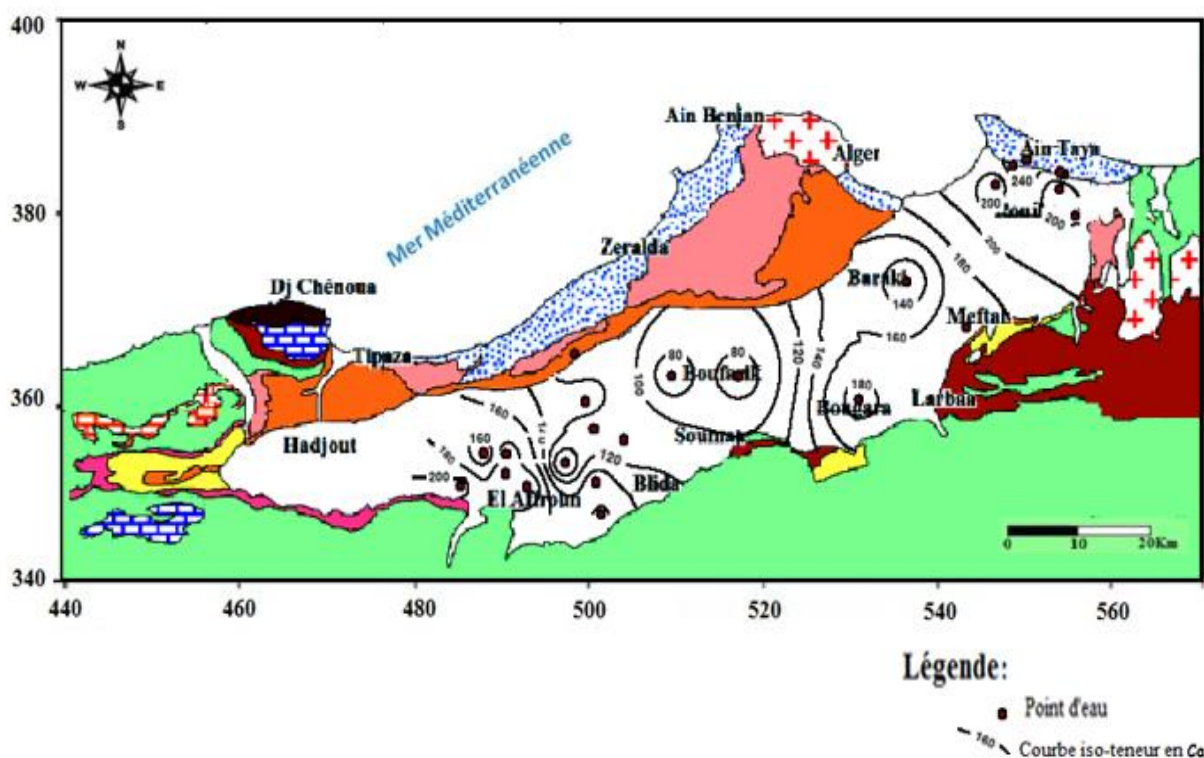 400
N
W E
S
Ain Benian
Mer Méditerranéenne
Alger
Ain Taya
240
200
200
380
Zeralda
200
180
Dj Chênoua
Baraki
140
Meftah
160
Tipaza
120
140
80
80
Boufarik
100
360
180
160
Bougara
Larbaa
Hadjout
Soumaa
160
180
120
200
El Affroun
Blida
0 10 20Km
340
440 460 480 500 520 540 560
Légende:
Point d'eau
160 Courbe iso-teneur en Ca